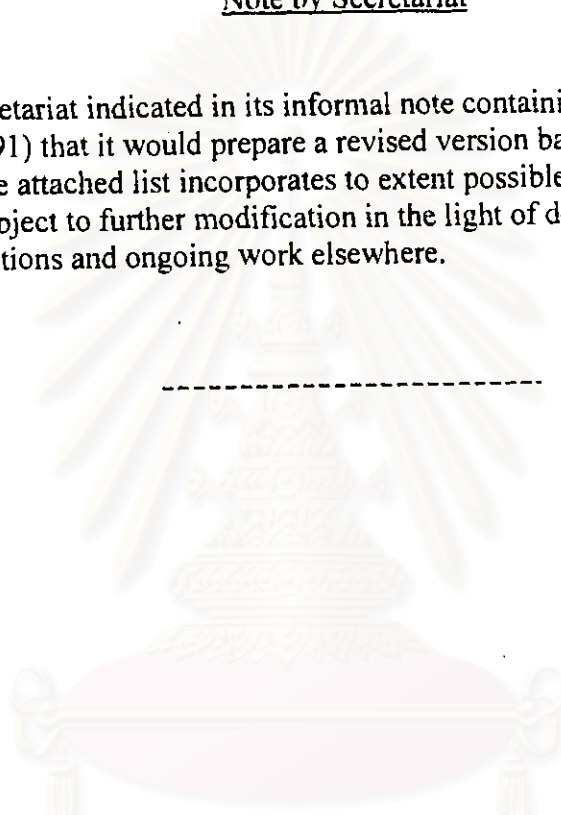 Note by Secretariat
etariat indicated in its informal note containi
91) that it would prepare a revised version ba
e attached list incorporates to extent possible
bject to further modification in the light of d
tions and ongoing work elsewhere.